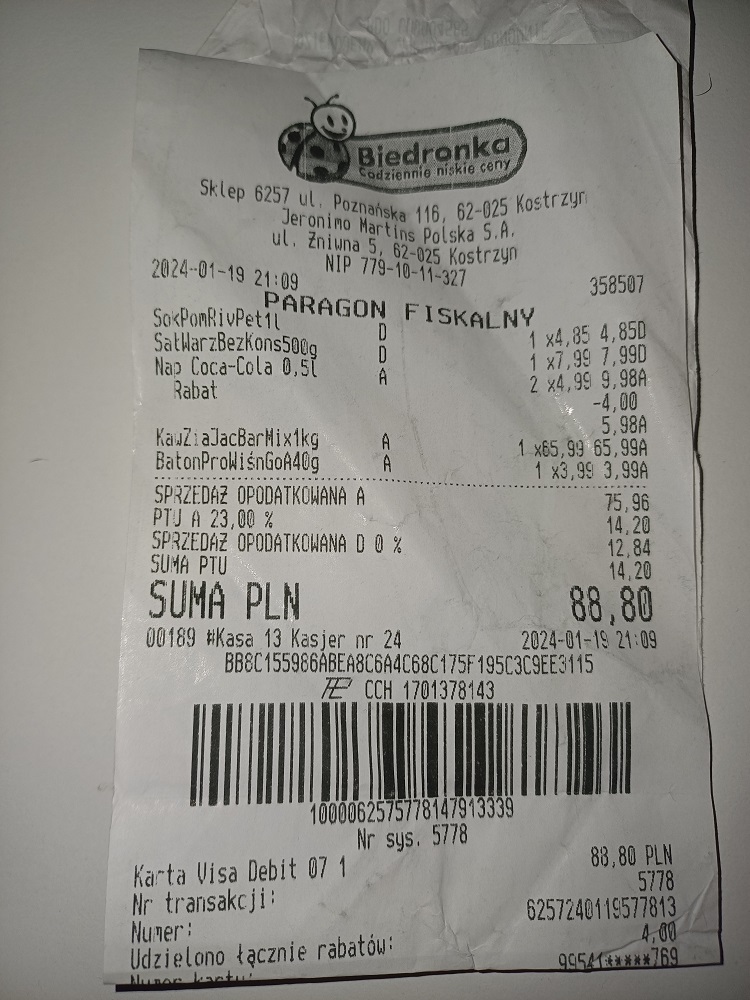 Biedronka
Codziennie niskie ceny
Sklep 6257 ul. Poznańska 116, 62-025 Kostrzyn
Jeronimo Martins Polska S.A.
ul. Żniwna 5, 62-025 Kostrzyn
NIP 779-10-11-327
2024-01-19 21:09 358507
PARAGON FISKALNY
SokPomRivPet1l D 1 x4,85 4,85D
SatWarzBezKons500g D 1 x7,99 7,99D
Nap Coca-Cola 0,5l A 2 x4,99 9,98A
Rabat -4,00
5,98A
KawZiaJacBarMix1kg A 1 x65,99 65,99A
BatonProWiśnGoA40g A 1 x3,99 3,99A
SPRZEDAŻ OPODATKOWANA A 75,96
PTU A 23,00 % 14,20
SPRZEDAŻ OPODATKOWANA D 0 % 12,84
SUMA PTU 14,20
SUMA PLN 88,80
00189 #Kasa 13 Kasjer nr 24 2024-01-19 21:09
BB8C155986ABEA8C6A4C68C175F195C3C9EE3115
CCH 1701378143
1000062575778147913339
Nr sys. 5778
Karta Visa Debit 07 1 88,80 PLN
Nr transakcji: 5778
Numer: 6257240119577813
Udzielono łącznie rabatów: 4,00
Numer karty: 99541*****769